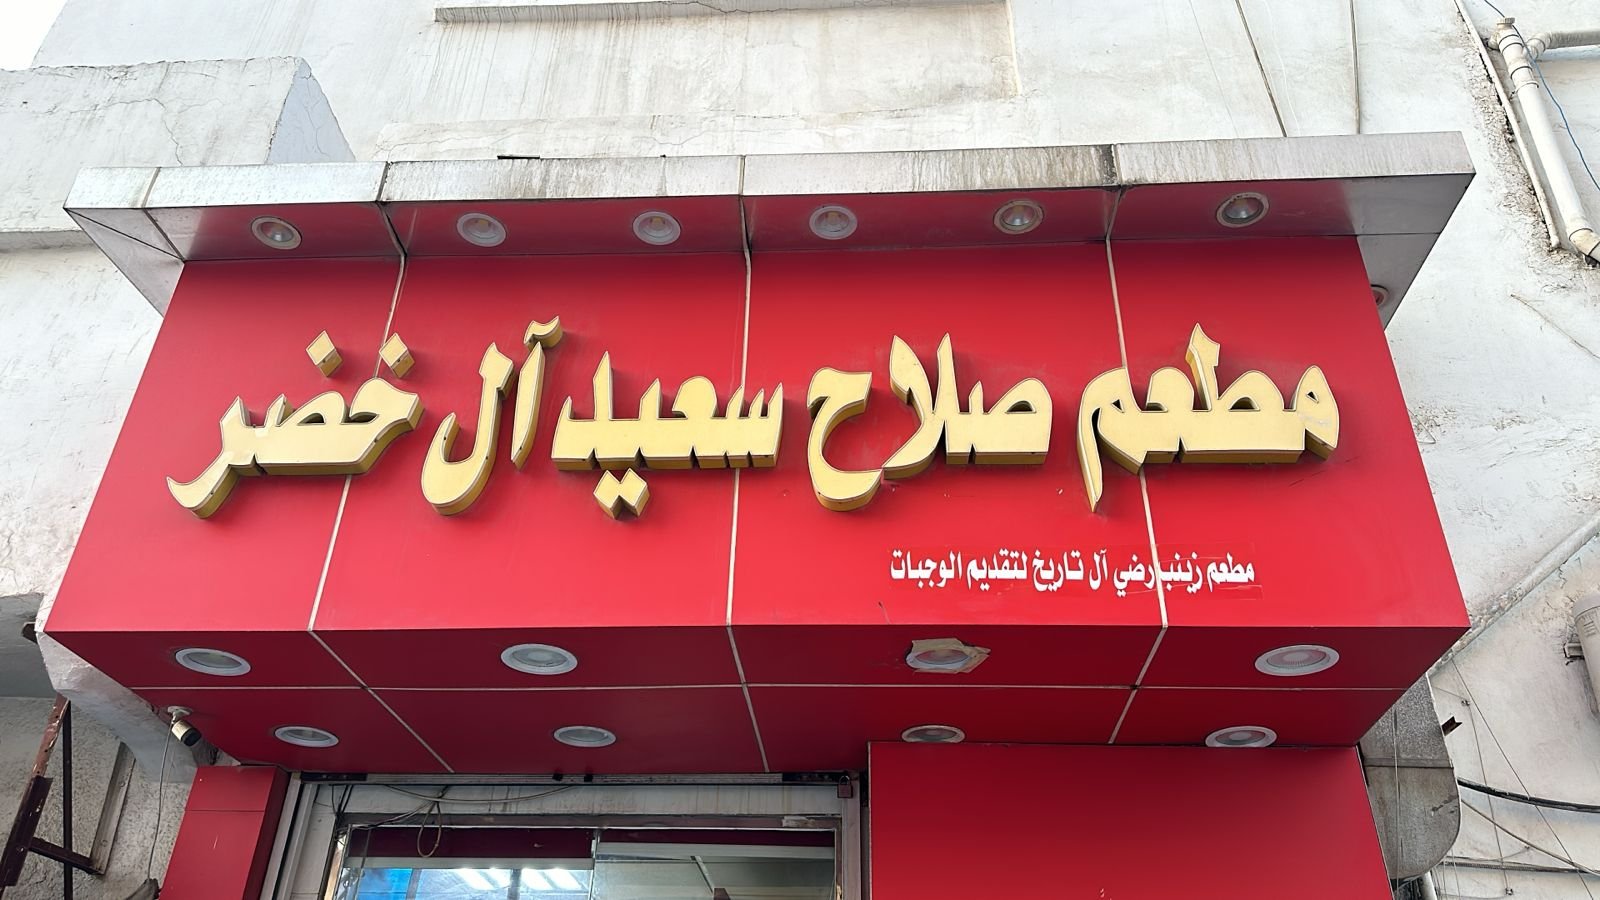 مطعم صلاح سعيد آل خضر
مطعم زينب رضي آل تاريخ لتقديم الوجبات